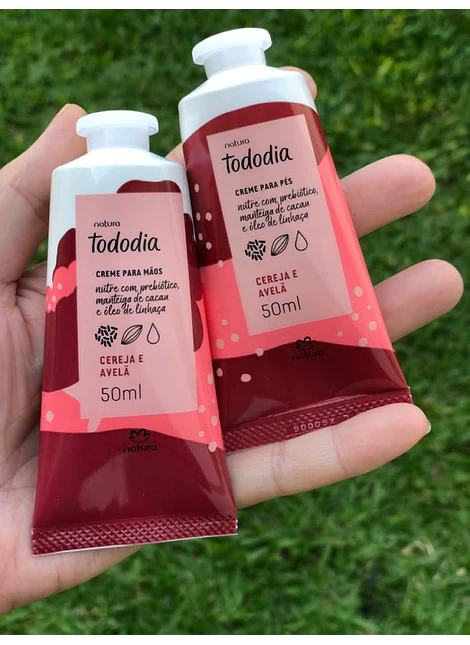 natura
tododia
CREME PARA MÃOS
nutre com prebiótico,
manteiga de cacau
e óleo de linhaça
CEREJA E
AVELÃ
50ml
natura
natura
tododia
CREME PARA PÉS
nutre com prebiótico,
manteiga de cacau
e óleo de linhaça
CEREJA E
AVELÃ
50ml
natura